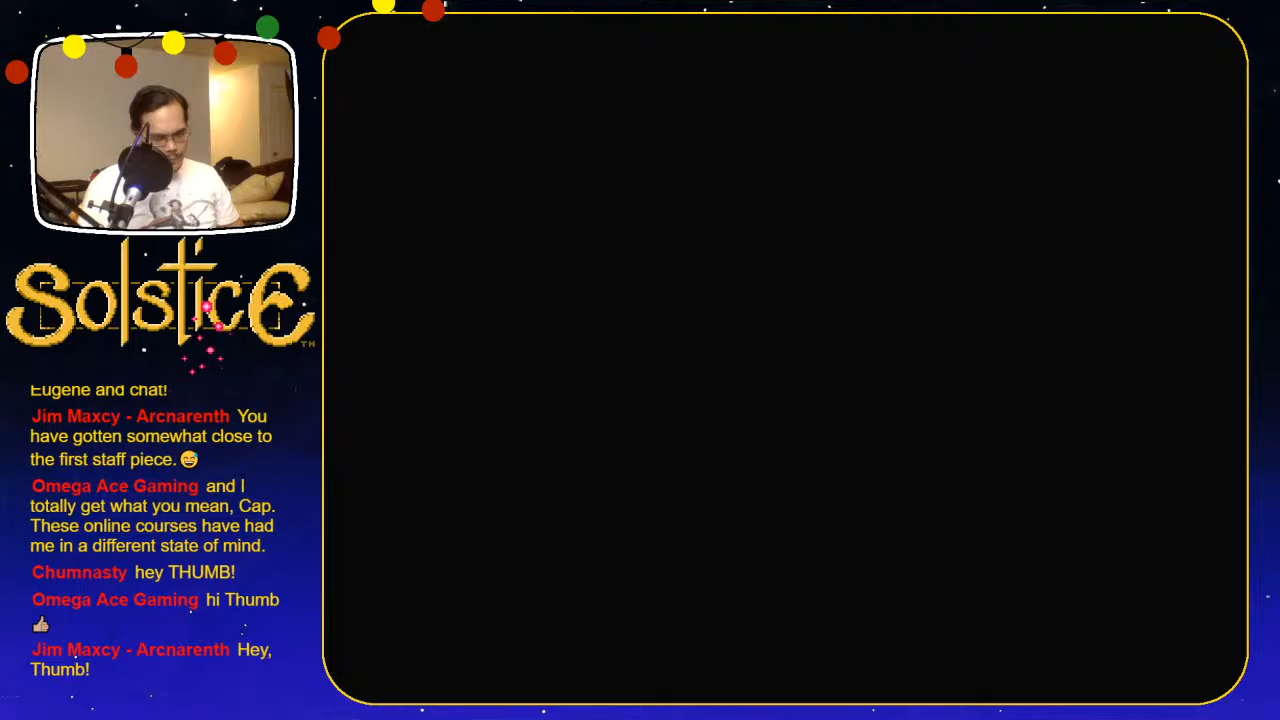 Solstice
TM
Eugene and chat!
Jim Maxcy - Arcnarenth You
have gotten somewhat close to
the first staff piece.😅
Omega Ace Gaming and I
totally get what you mean, Cap.
These online courses have had
me in a different state of mind.
Chumnasty hey THUMB!
Omega Ace Gaming hi Thumb
👍
Jim Maxcy - Arcnarenth Hey,
Thumb!